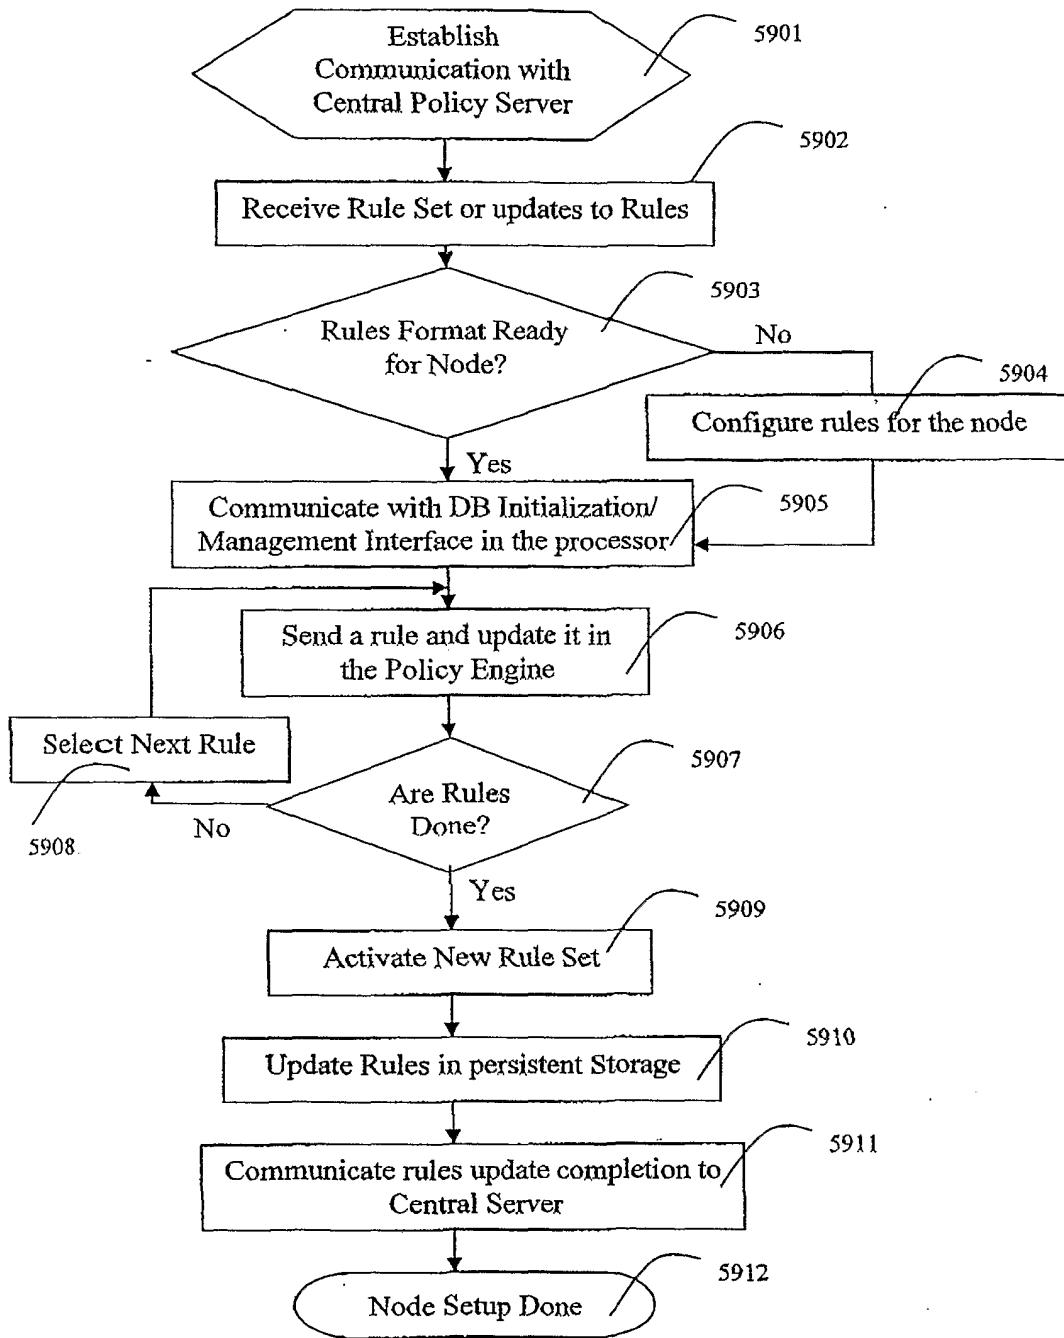 Establish
Communication with
Central Policy Server
5901
5902
Receive Rule Set or updates to Rules
5903
Rules Format Ready
for Node?
No
5904
Configure rules for the node
Yes
Communicate with DB Initialization/
Management Interface in the processor
5905
Send a rule and update it in
the Policy Engine
5906
Select Next Rule
5907
Are Rules
Done?
No
5908
Yes
5909
Activate New Rule Set
5910
Update Rules in persistent Storage
5911
Communicate rules update completion to
Central Server
5912
Node Setup Done